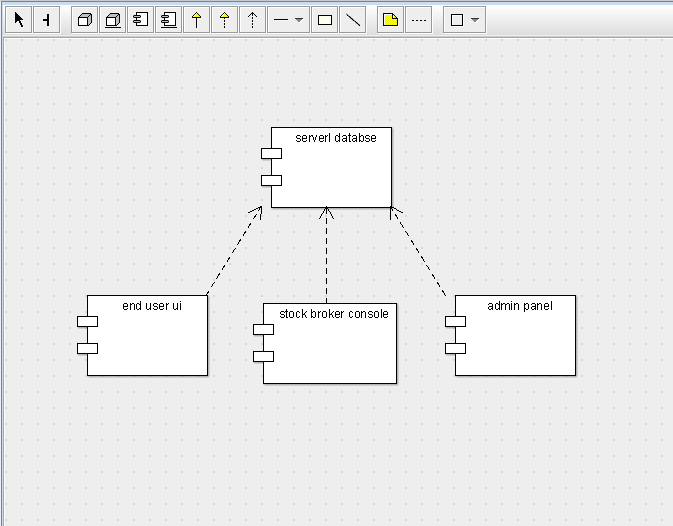 serverl databse
end user ui
stock broker console
admin panel